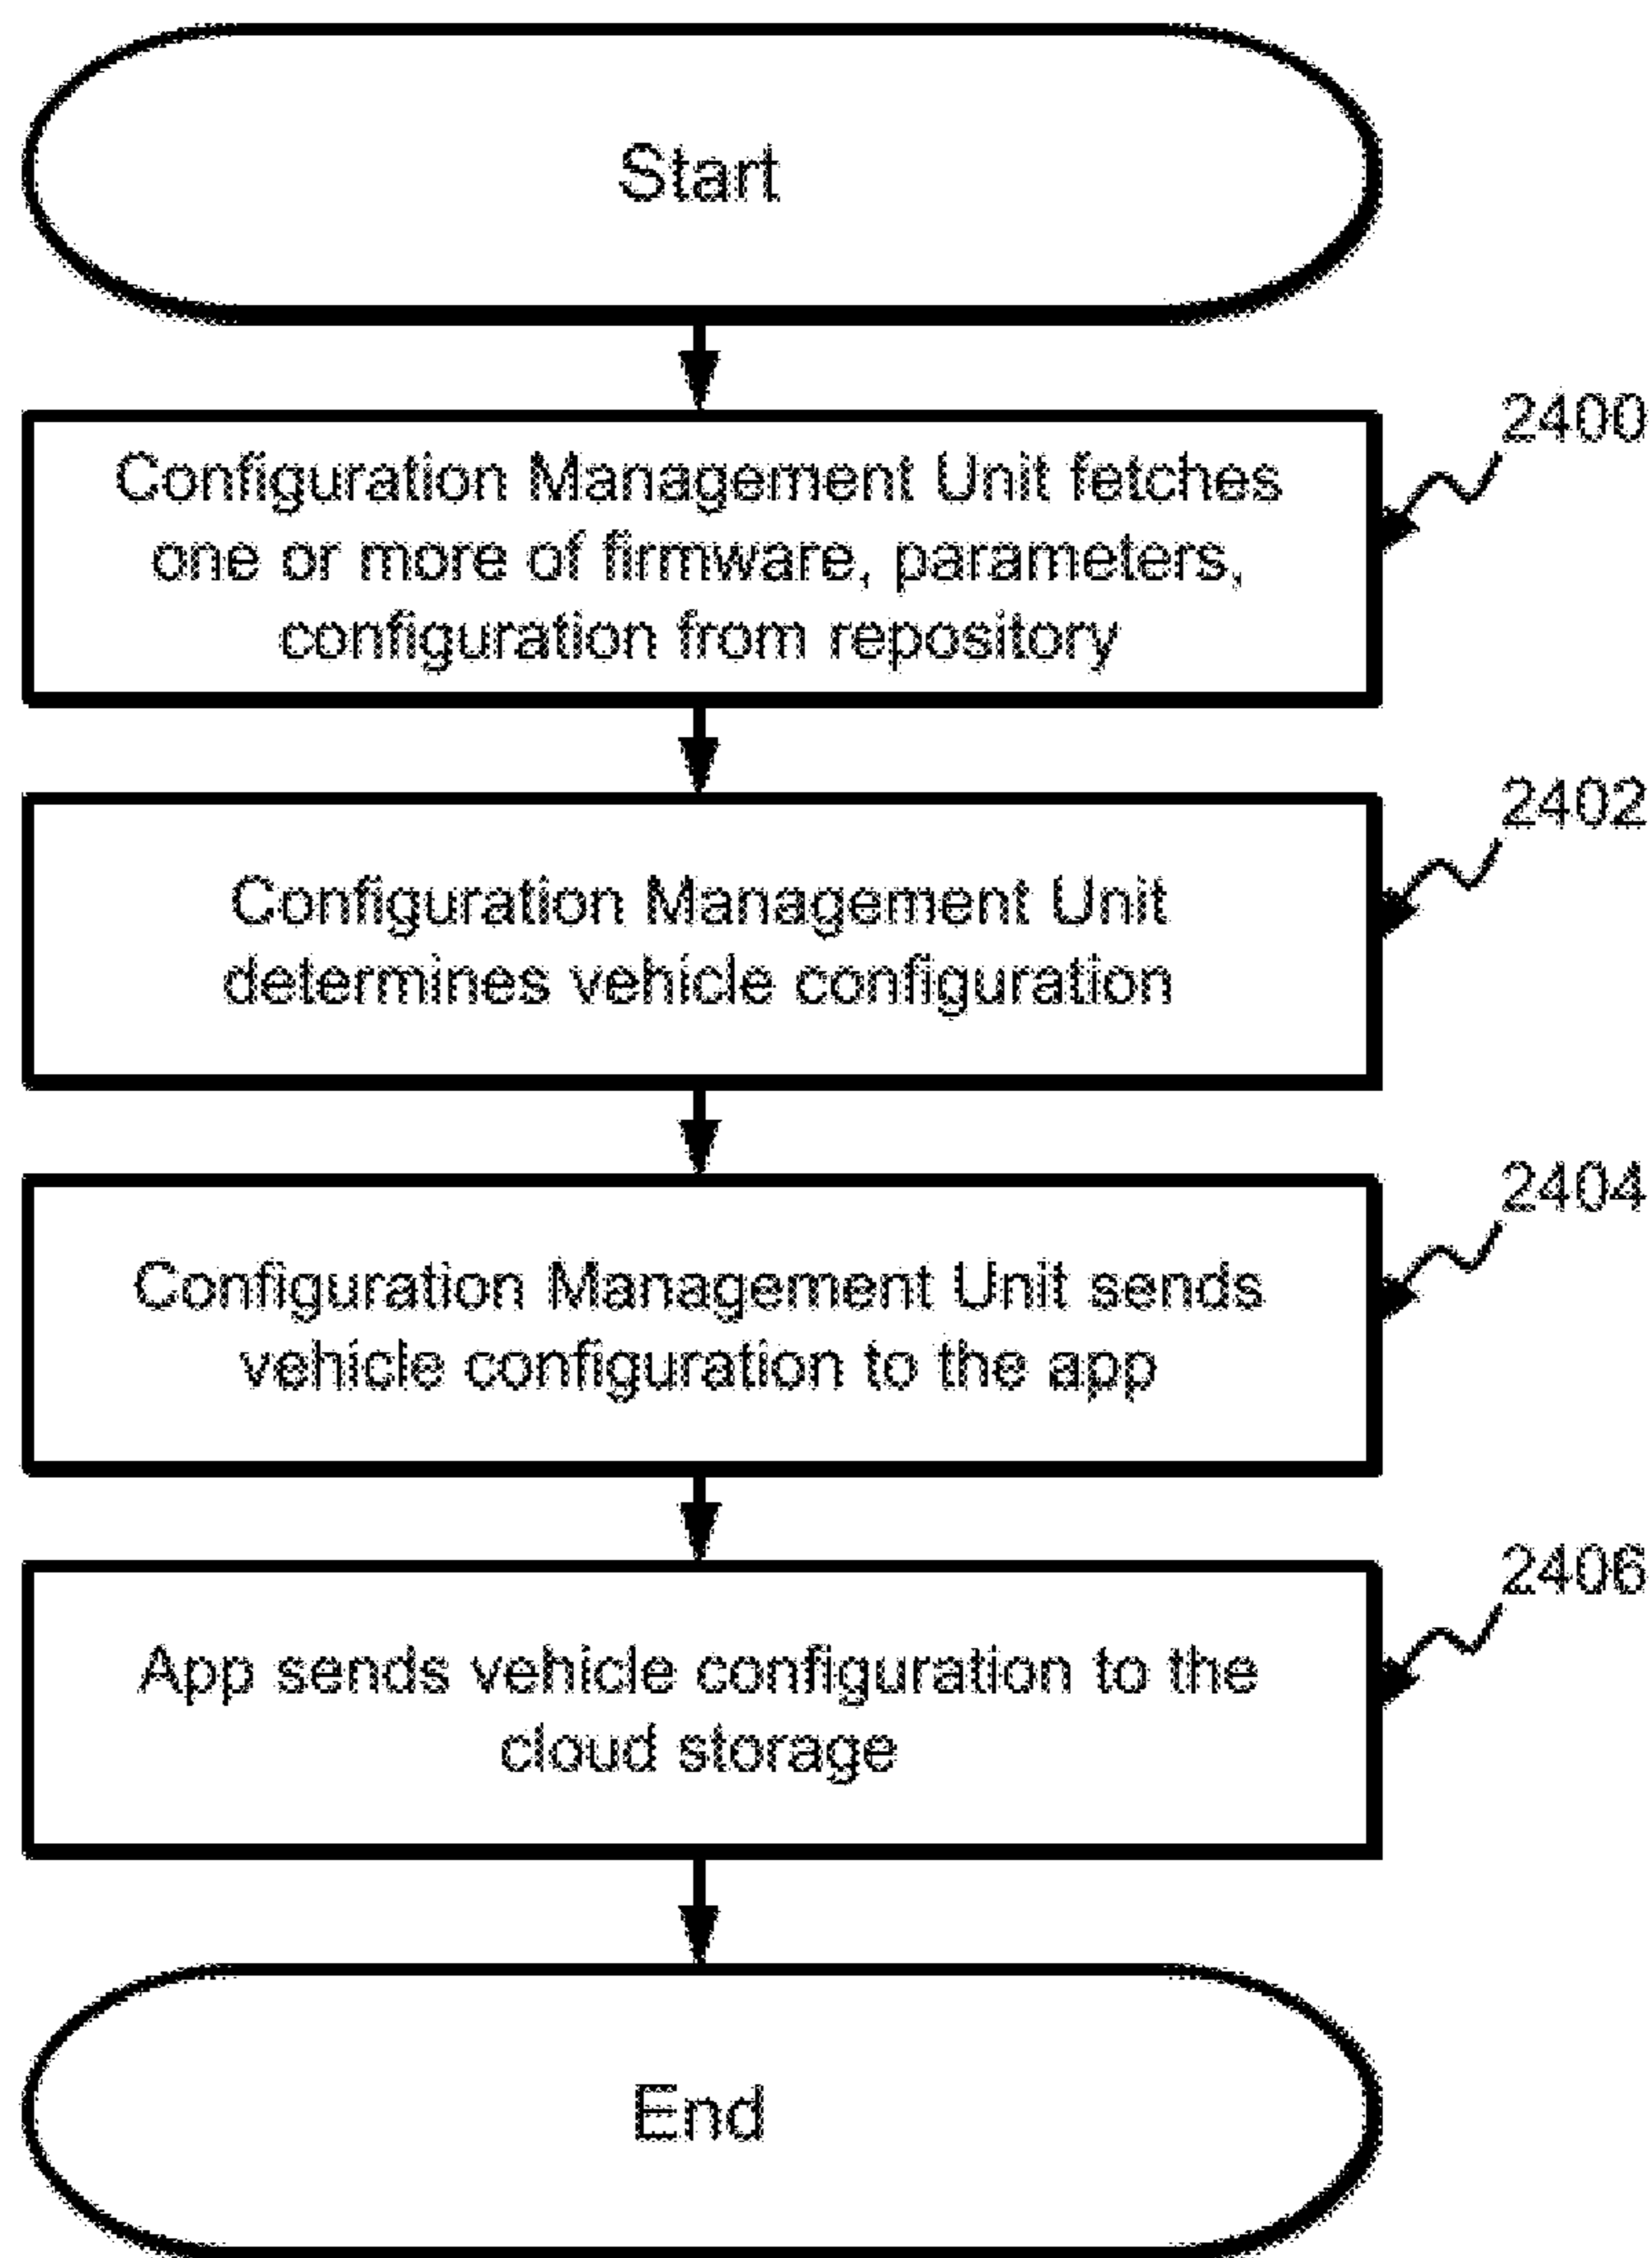 Start
2400
Configuration Management Unit fetches
one or more of firmware, parameters,
configuration from repository
2402
Configuration Management Unit
determines vehicle configuration
2404
Configuration Management Unit sends
vehicle configuration to the app
2406
App sends vehicle configuration to the
cloud storage
End